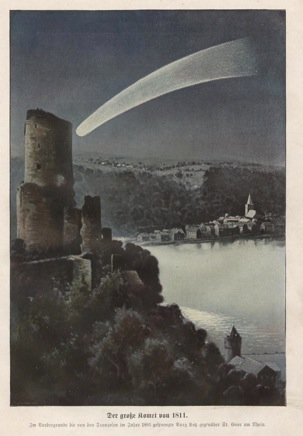 Der große Komet von 1811.
Im Vordergrunde die von den Franzosen im Jahre gesprengte Burg Katz gegenüber St. Goar am Rhein.